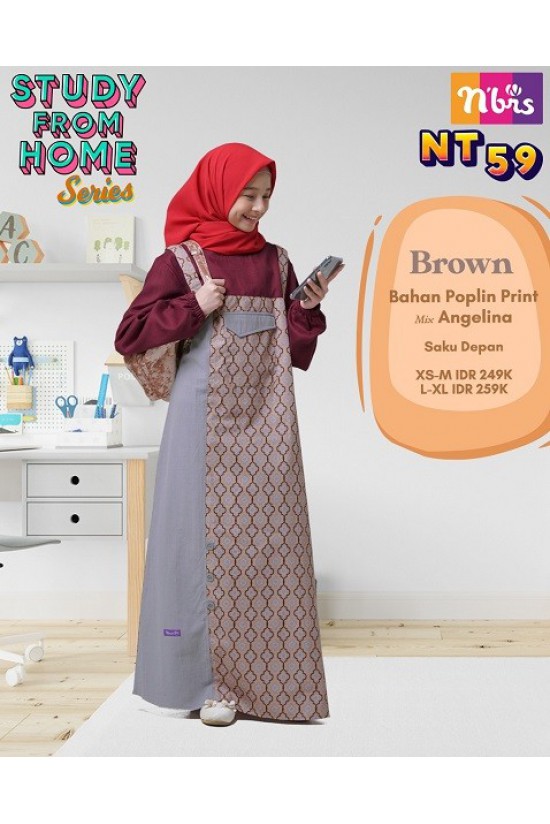 STUDY
FROM
HOME
Series
n'brs
NT 59
Brown
Bahan Poplin Print
Mix Angelina
Saku Depan
XS-M IDR 249K
L-XL IDR 259K
A
C